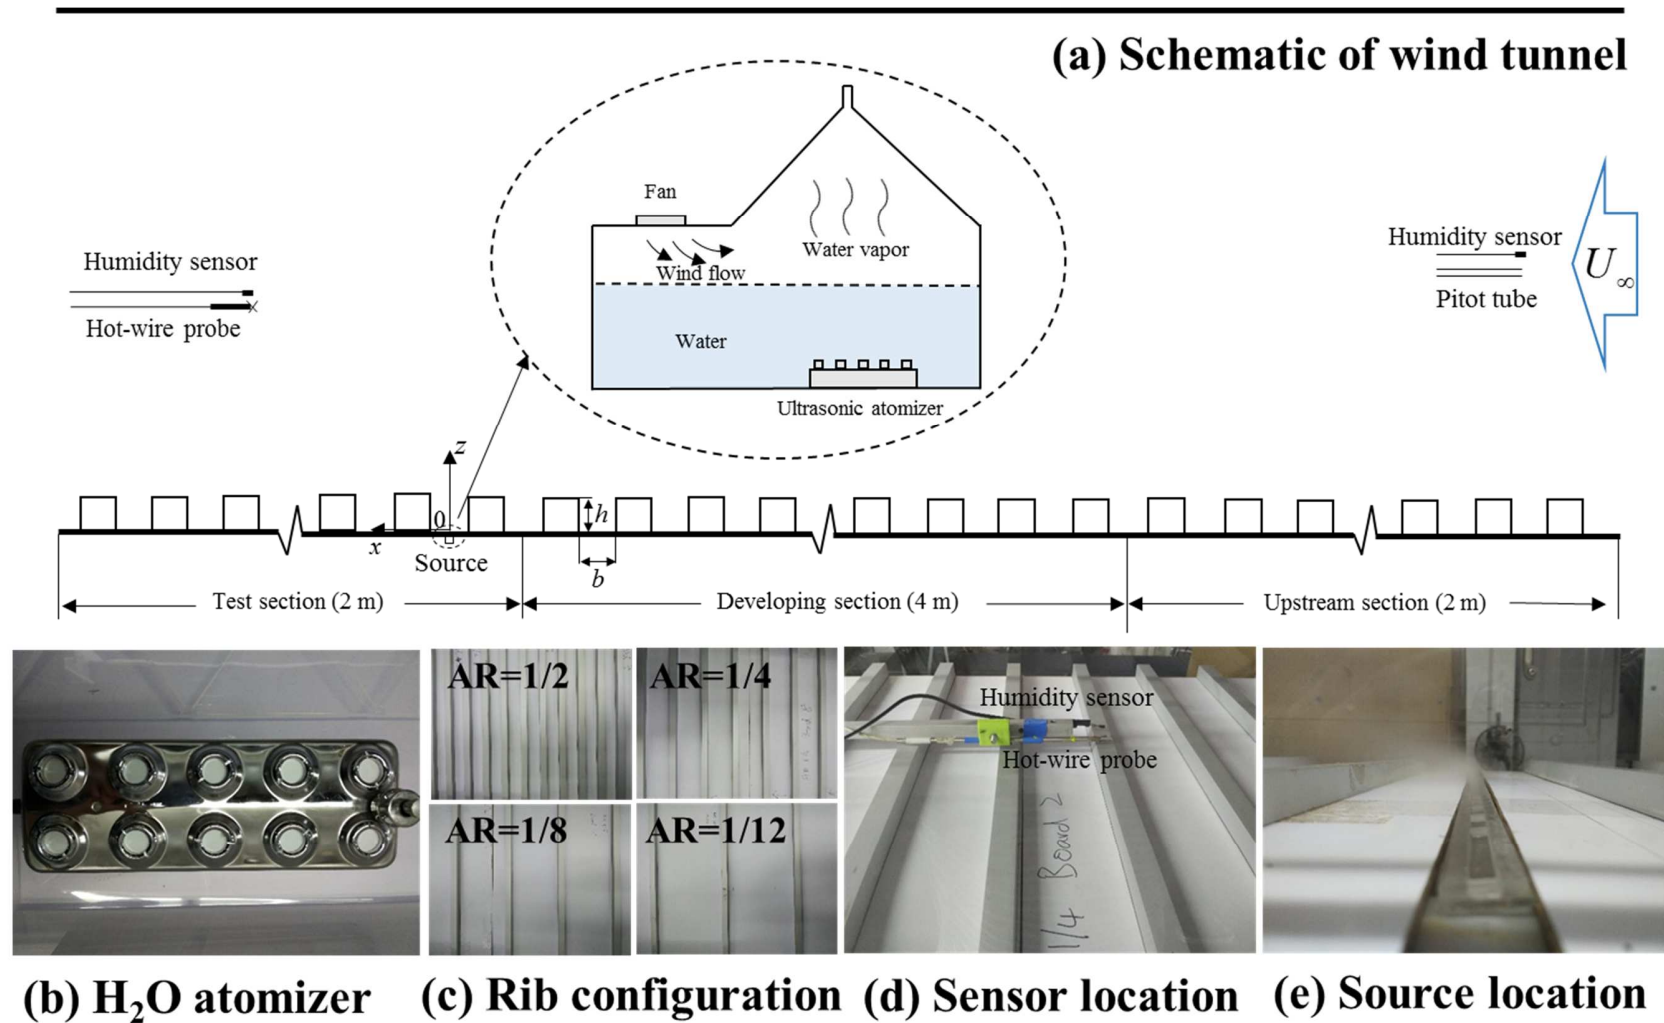 (a) Schematic of wind tunnel
Fan
Wind flow
Water vapor
Water
Ultrasonic atomizer
Humidity sensor
Hot-wire probe
Humidity sensor
Pitot tube
U∞
z
0
x
Source
h
b
Test section (2 m)
Developing section (4 m)
Upstream section (2 m)
AR=1/2
AR=1/4
AR=1/8
AR=1/12
Humidity sensor
Hot-wire probe
1/4 Board 2
(b) H₂O atomizer
(c) Rib configuration
(d) Sensor location
(e) Source location